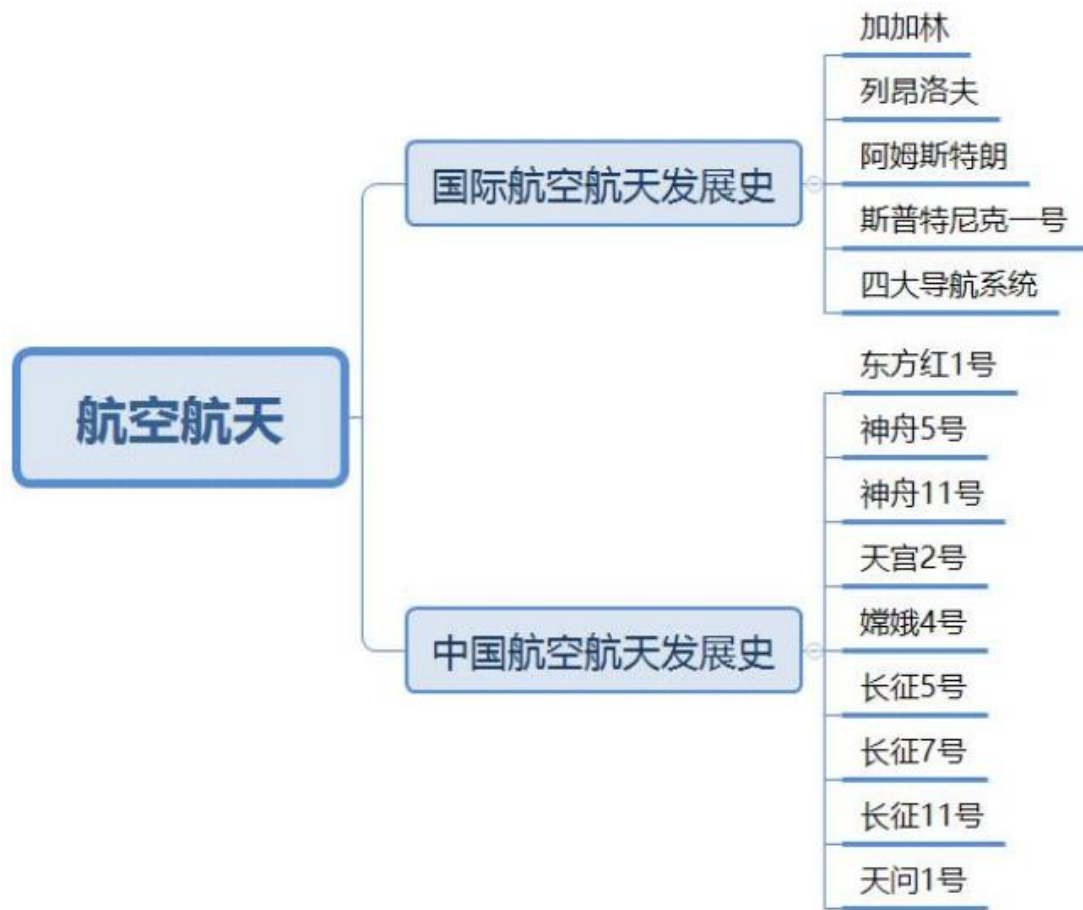 航空航天
国际航空航天发展史
加加林
列昂洛夫
阿姆斯特朗
斯普特尼克一号
四大导航系统
中国航空航天发展史
东方红1号
神舟5号
神舟11号
天宫2号
嫦娥4号
长征5号
长征7号
长征11号
天问1号